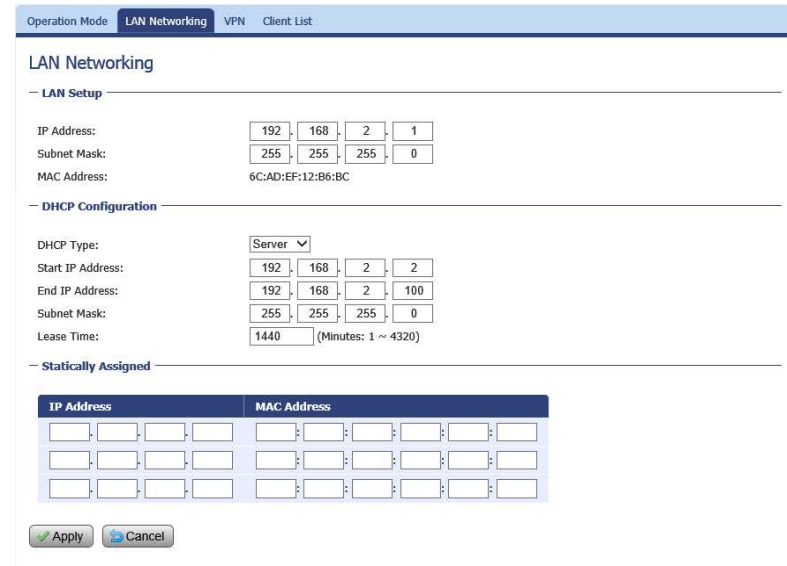 Operation Mode LAN Networking VPN Client List
LAN Networking
LAN Setup
IP Address: 192 . 168 . 2 . 1
Subnet Mask: 255 . 255 . 255 . 0
MAC Address: 6C:AD:EF:12:B6:BC
DHCP Configuration
DHCP Type: Server
Start IP Address: 192 . 168 . 2 . 2
End IP Address: 192 . 168 . 2 . 100
Subnet Mask: 255 . 255 . 255 . 0
Lease Time: 1440 (Minutes: 1 ~ 4320)
Statically Assigned
IP Address MAC Address
. . . : : : : :
. . . : : : : :
. . . : : : : :
Apply Cancel